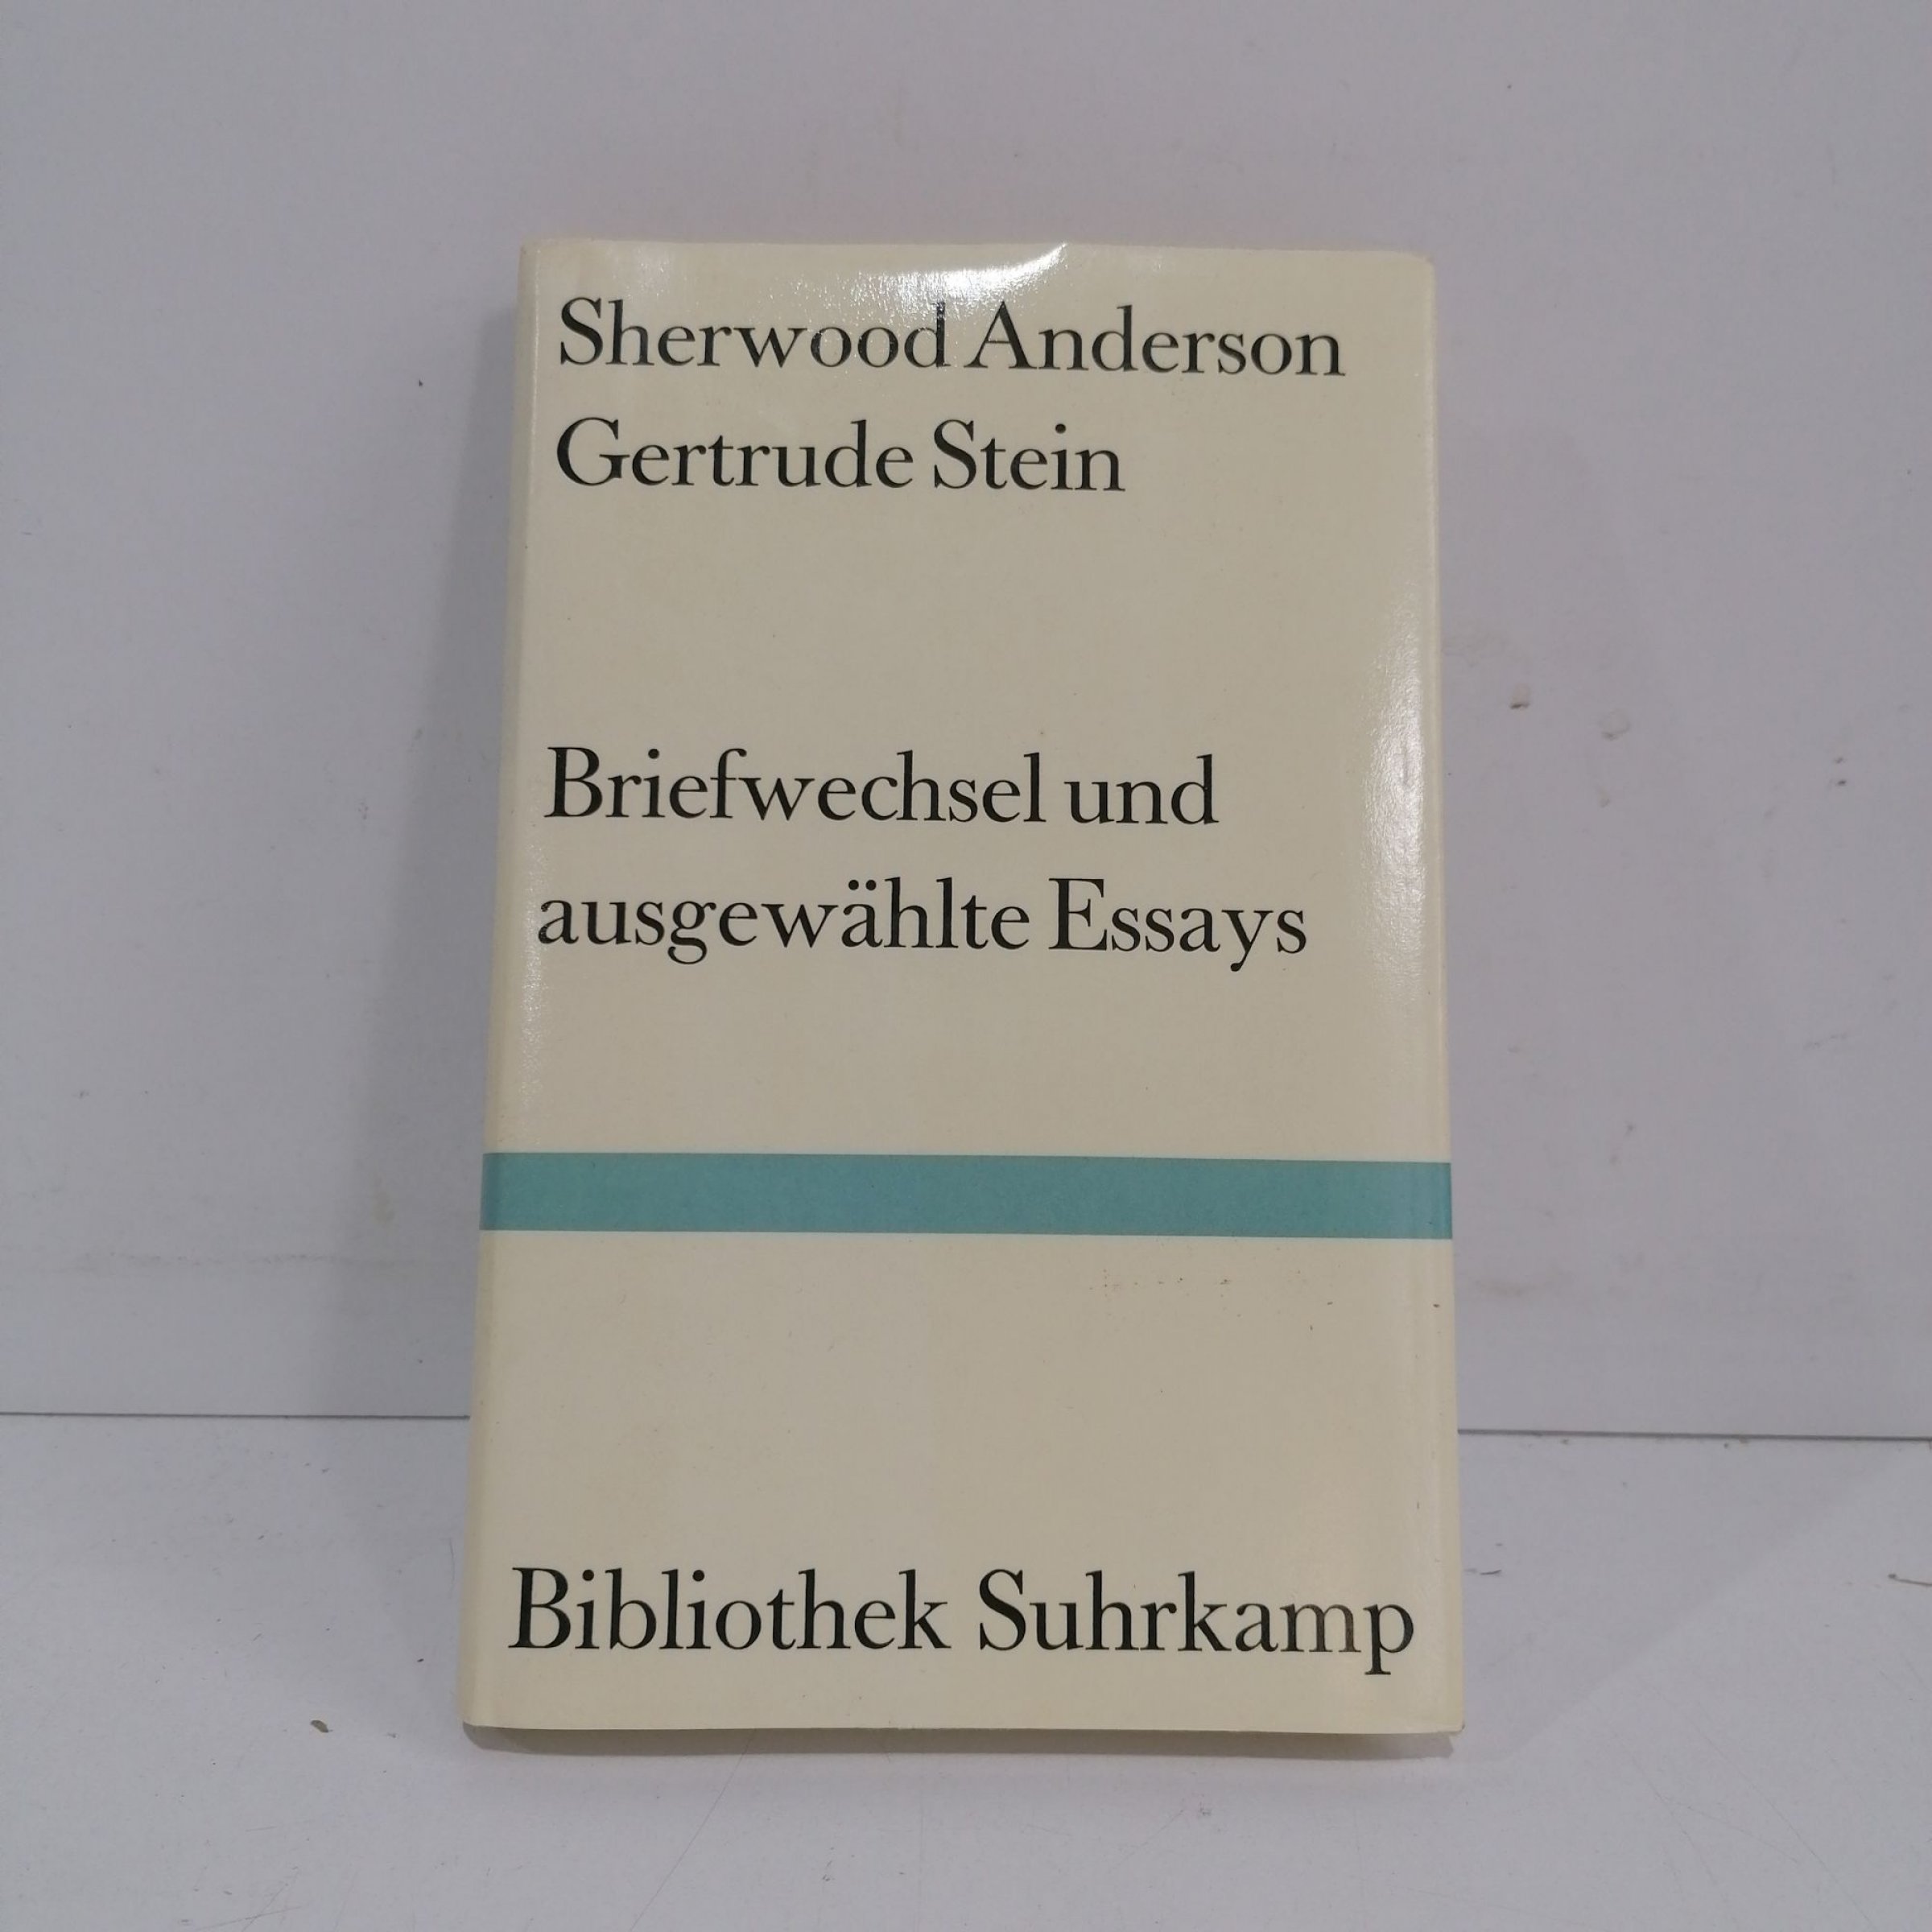 Sherwood Anderson
Gertrude Stein
Briefwechsel und
ausgewählte Essays
Bibliothek Suhrkamp